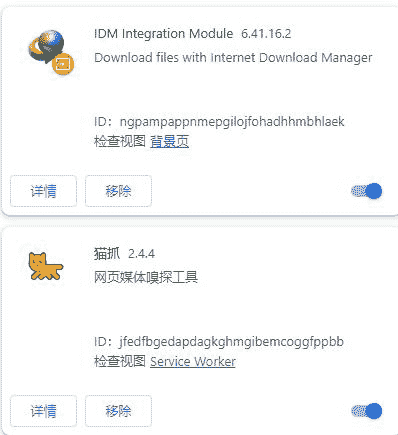 IDM Integration Module 6.41.16.2
Download files with Internet Download Manager
ID：ngpampappnmepgilojfohadhhmbhlaek
检查视图 背景页
详情 移除
猫抓 2.4.4
网页媒体嗅探工具
ID：jfedfbgedapdagkghmgibemcoggfppbb
检查视图 Service Worker
详情 移除